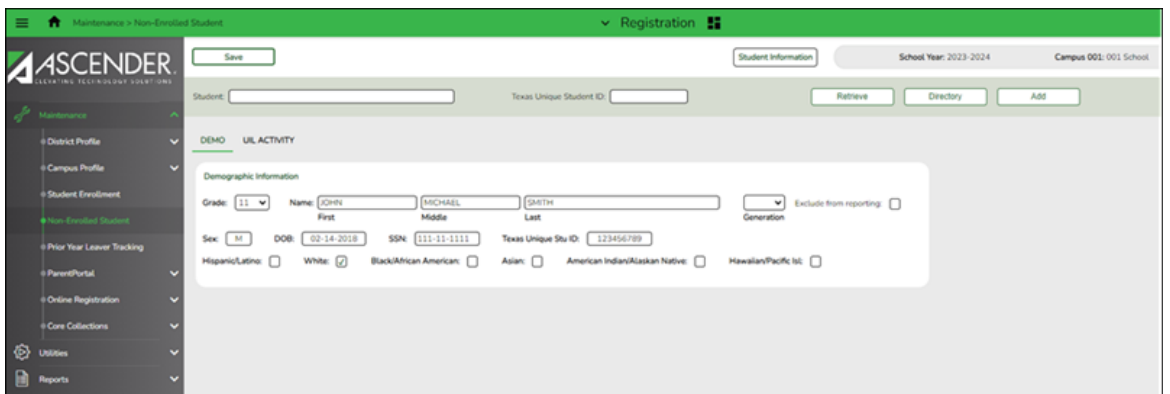 Maintenance > Non-Enrolled Student
Registration
ASCENDER.
ELEVATING TECHNOLOGY SOLUTIONS
Save
Student Information
School Year: 2023-2024
Campus 001: 001 School
Student:
Texas Unique Student ID:
Retrieve
Directory
Add
Maintenance
District Profile
Campus Profile
Student Enrollment
Non-Enrolled Student
Prior Year Leaver Tracking
ParentPortal
Online Registration
Core Collections
Utilities
Reports
DEMO UIL ACTIVITY
Demographic Information
Grade: 11 Name: JOHN MICHAEL SMITH Exclude from reporting:
First Middle Last Generation
Sex: M DOB: 02-14-2018 SSN: 111-11-1111 Texas Unique Stu ID: 123456789
Hispanic/Latino: White: Black/African American: Asian: American Indian/Alaskan Native: Hawaiian/Pacific Isl: